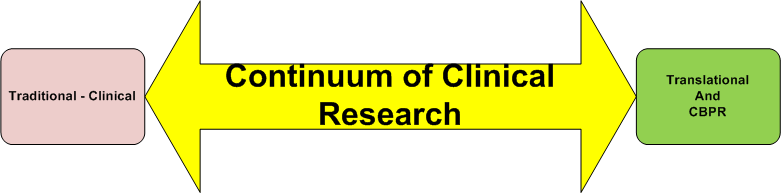 Traditional - Clinical
Continuum of Clinical
Research
Translational
And
CBPR